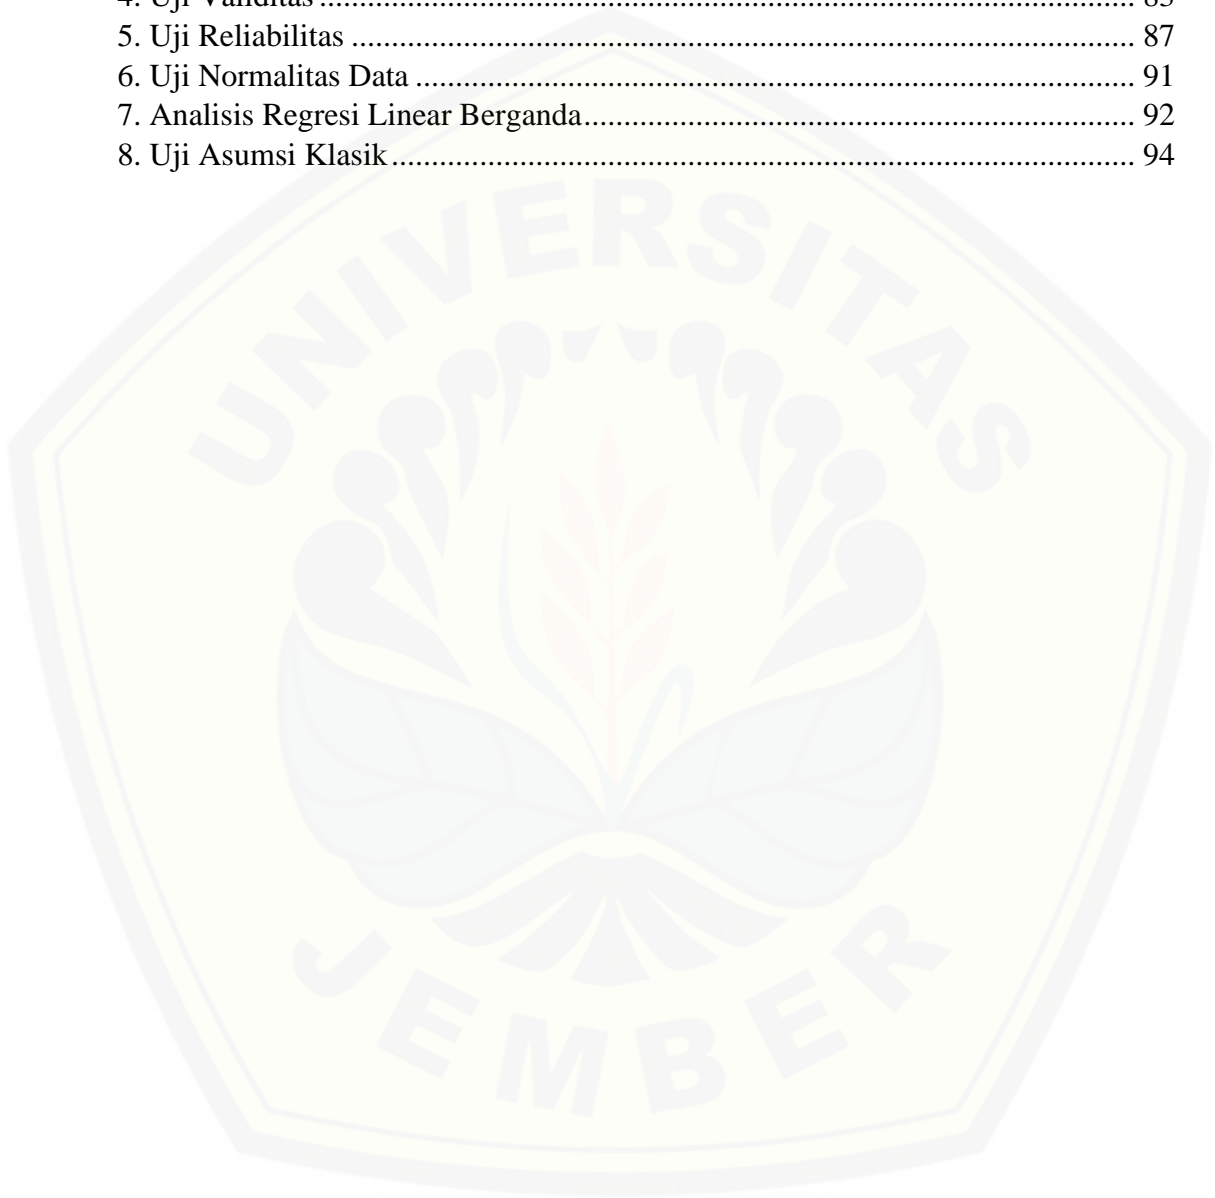 4. Uji Validitas ........................................................................................................ 85
5. Uji Reliabilitas .................................................................................................... 87
6. Uji Normalitas Data ............................................................................................ 91
7. Analisis Regresi Linear Berganda....................................................................... 92
8. Uji Asumsi Klasik ............................................................................................... 94
UNIVERSITAS
JEMBER